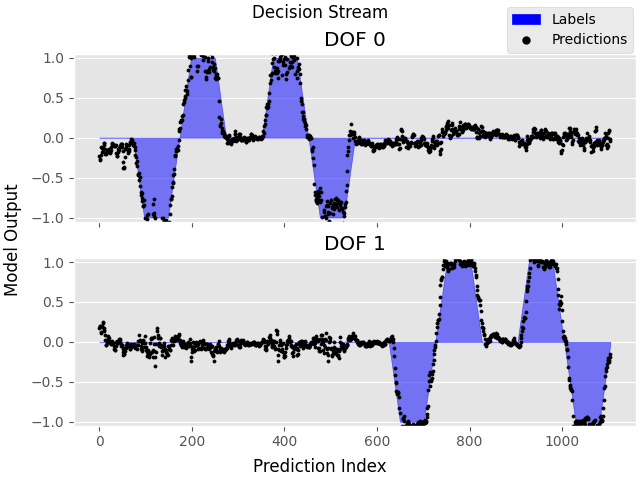 Decision Stream
Labels
Predictions
DOF 0
1.0
0.5
0.0
−0.5
−1.0
DOF 1
1.0
0.5
0.0
−0.5
−1.0
0 200 400 600 800 1000
Model Output
Prediction Index